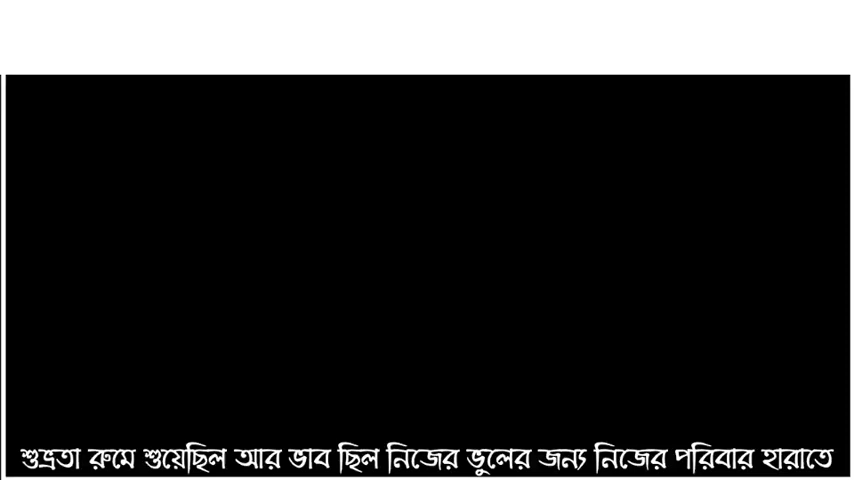 শুভ্রতা রুমে শুয়েছিল আর ভাব ছিল নিজের ভুলের জন্য নিজের পরিবার হারাতে